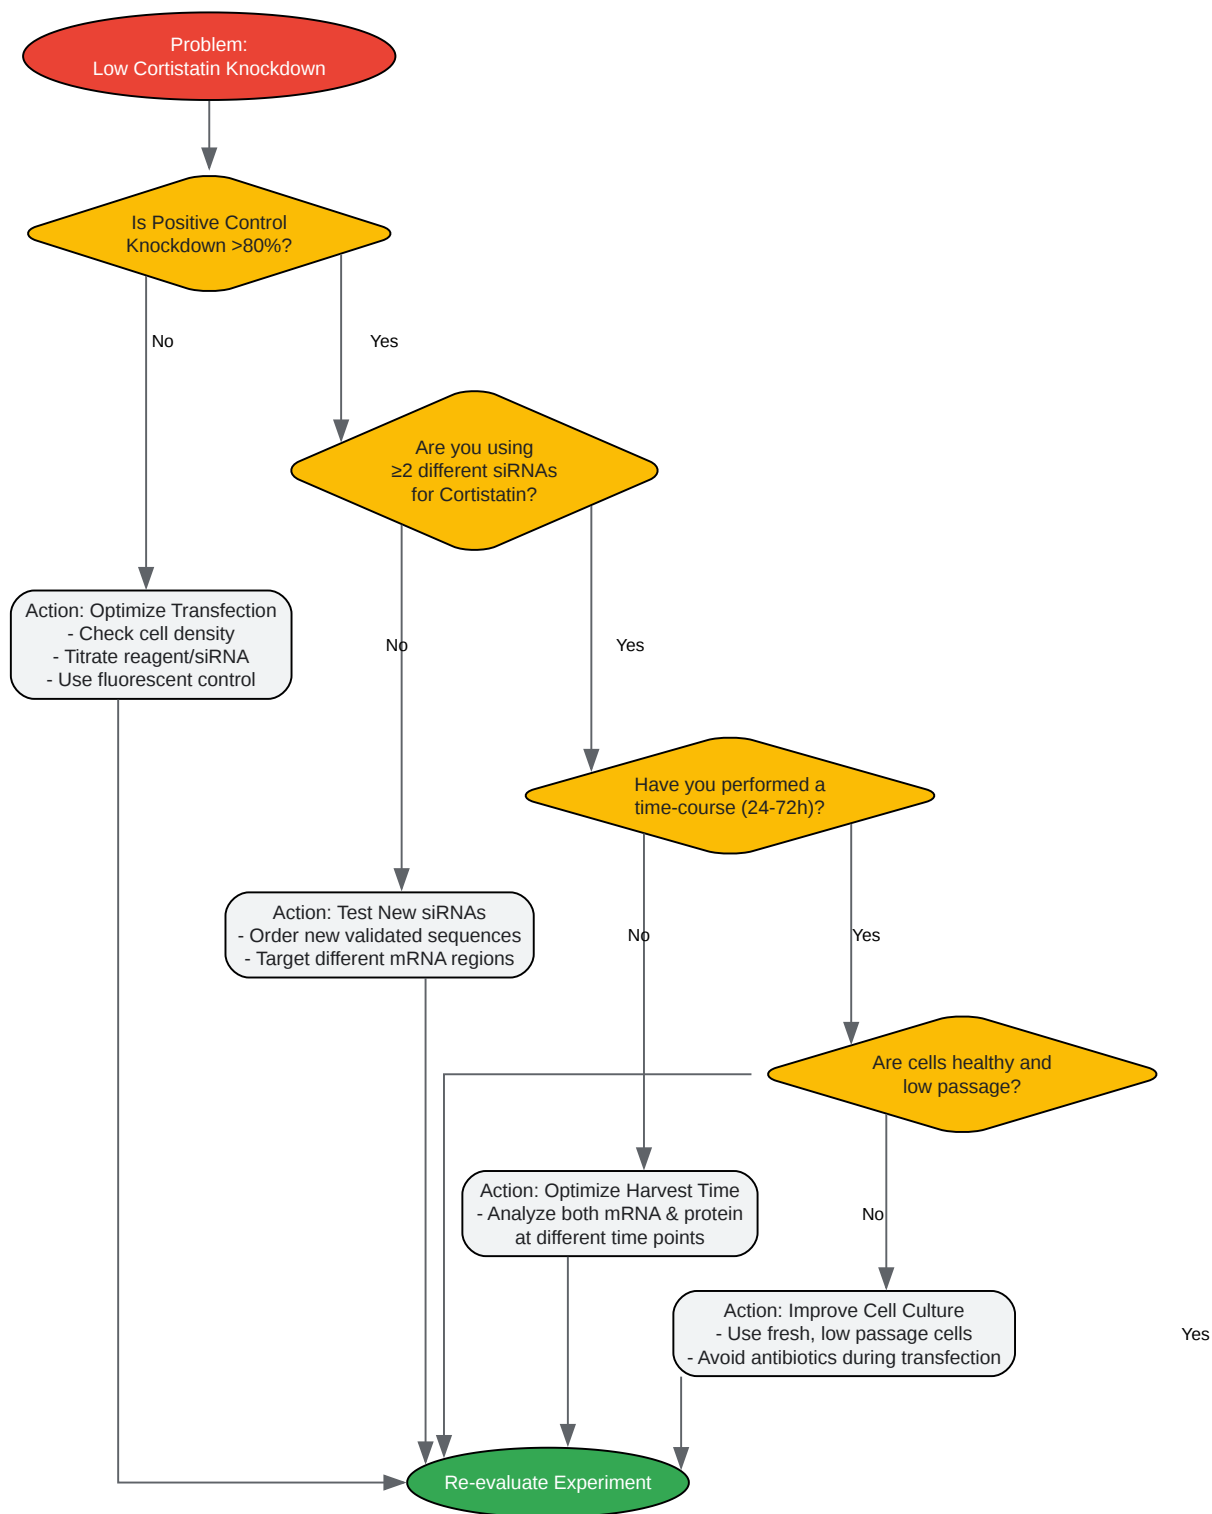 Problem:
Low Cortistatin Knockdown
Is Positive Control
Knockdown >80%?
No
Yes
Are you using
≥2 different siRNAs
for Cortistatin?
Action: Optimize Transfection
- Check cell density
- Titrate reagent/siRNA
- Use fluorescent control
No
Yes
Have you performed a
time-course (24-72h)?
Action: Test New siRNAs
- Order new validated sequences
- Target different mRNA regions
No
Yes
Are cells healthy and
low passage?
Action: Optimize Harvest Time
- Analyze both mRNA & protein
at different time points
No
Action: Improve Cell Culture
- Use fresh, low passage cells
- Avoid antibiotics during transfection
Yes
Re-evaluate Experiment